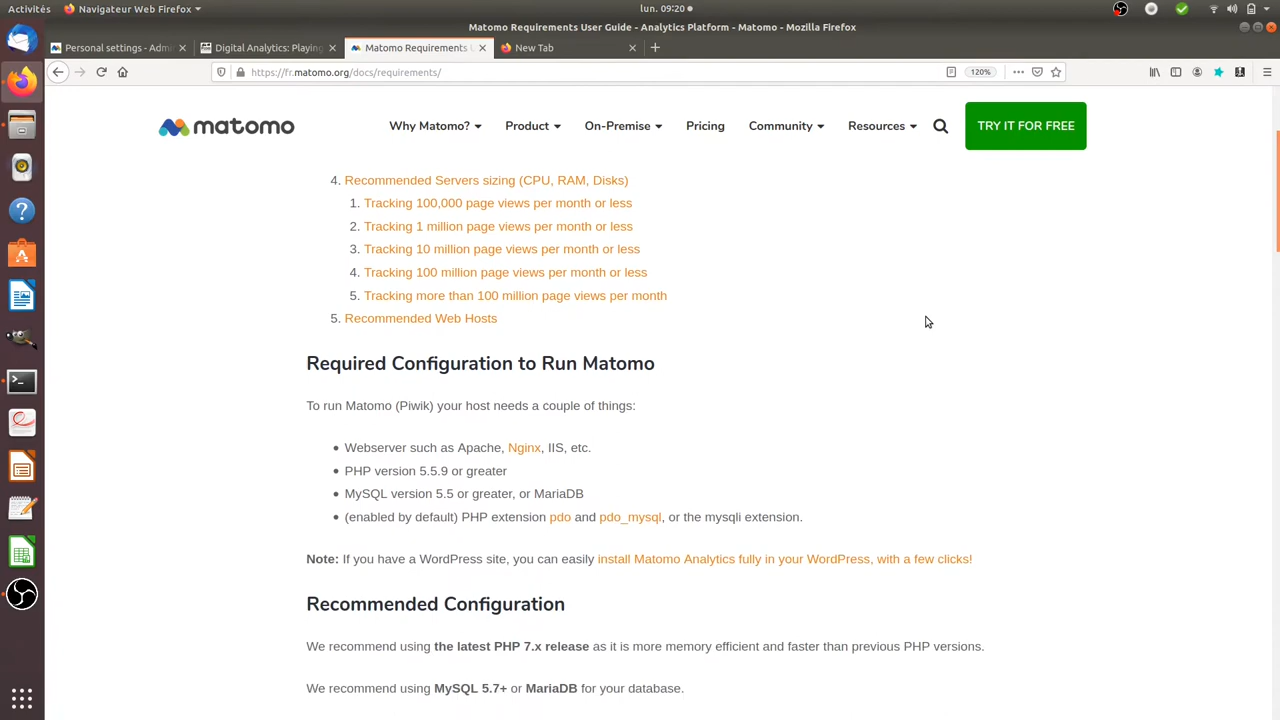 Activités
Navigateur Web Firefox
lun. 09:20
Matomo Requirements User Guide - Analytics Platform - Matomo - Mozilla Firefox
Personal settings - Admi
Digital Analytics: Playing
Matomo Requirements U
New Tab
https://fr.matomo.org/docs/requirements/
120%
matomo
Why Matomo?
Product
On-Premise
Pricing
Community
Resources
TRY IT FOR FREE
4. Recommended Servers sizing (CPU, RAM, Disks)
1. Tracking 100,000 page views per month or less
2. Tracking 1 million page views per month or less
3. Tracking 10 million page views per month or less
4. Tracking 100 million page views per month or less
5. Tracking more than 100 million page views per month
5. Recommended Web Hosts
Required Configuration to Run Matomo
To run Matomo (Piwik) your host needs a couple of things:
Webserver such as Apache, Nginx, IIS, etc.
PHP version 5.5.9 or greater
MySQL version 5.5 or greater, or MariaDB
(enabled by default) PHP extension pdo and pdo_mysql, or the mysqli extension.
Note: If you have a WordPress site, you can easily install Matomo Analytics fully in your WordPress, with a few clicks!
Recommended Configuration
We recommend using the latest PHP 7.x release as it is more memory efficient and faster than previous PHP versions.
We recommend using MySQL 5.7+ or MariaDB for your database.